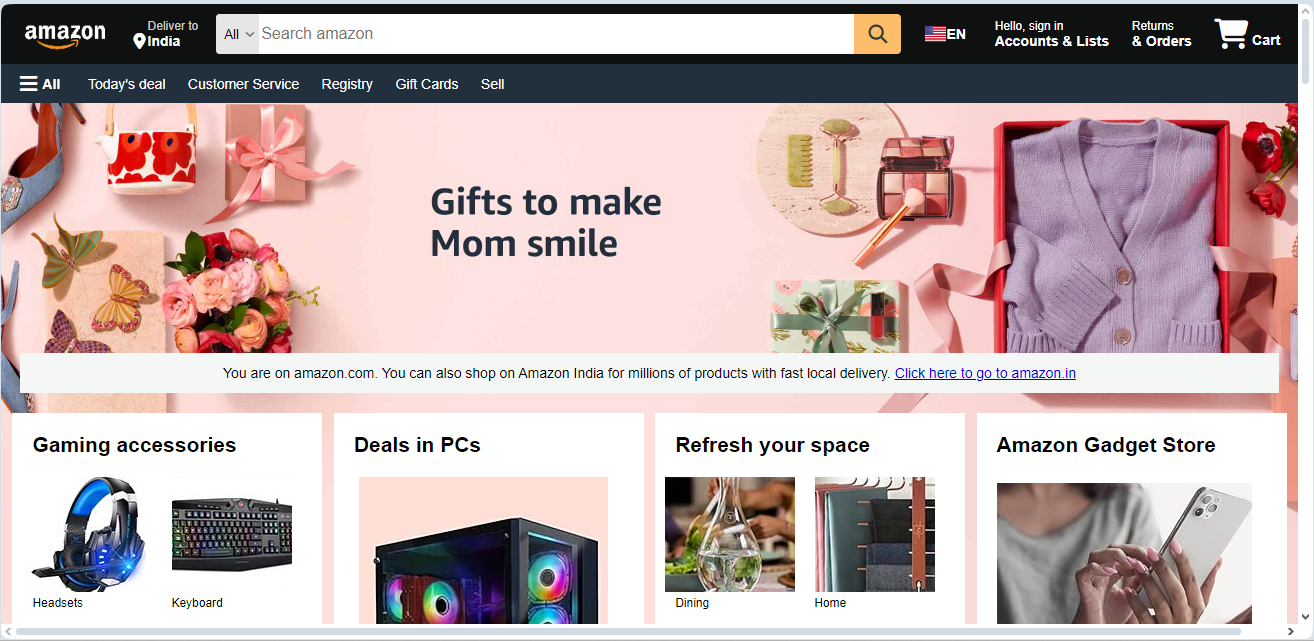 amazon
Deliver to
India
All
Search amazon
EN
Hello, sign in
Accounts & Lists
Returns
& Orders
Cart
All
Today's deal
Customer Service
Registry
Gift Cards
Sell
Gifts to make
Mom smile
You are on amazon.com. You can also shop on Amazon India for millions of products with fast local delivery. Click here to go to amazon.in
Gaming accessories
Deals in PCs
Refresh your space
Amazon Gadget Store
Headsets
Keyboard
Dining
Home